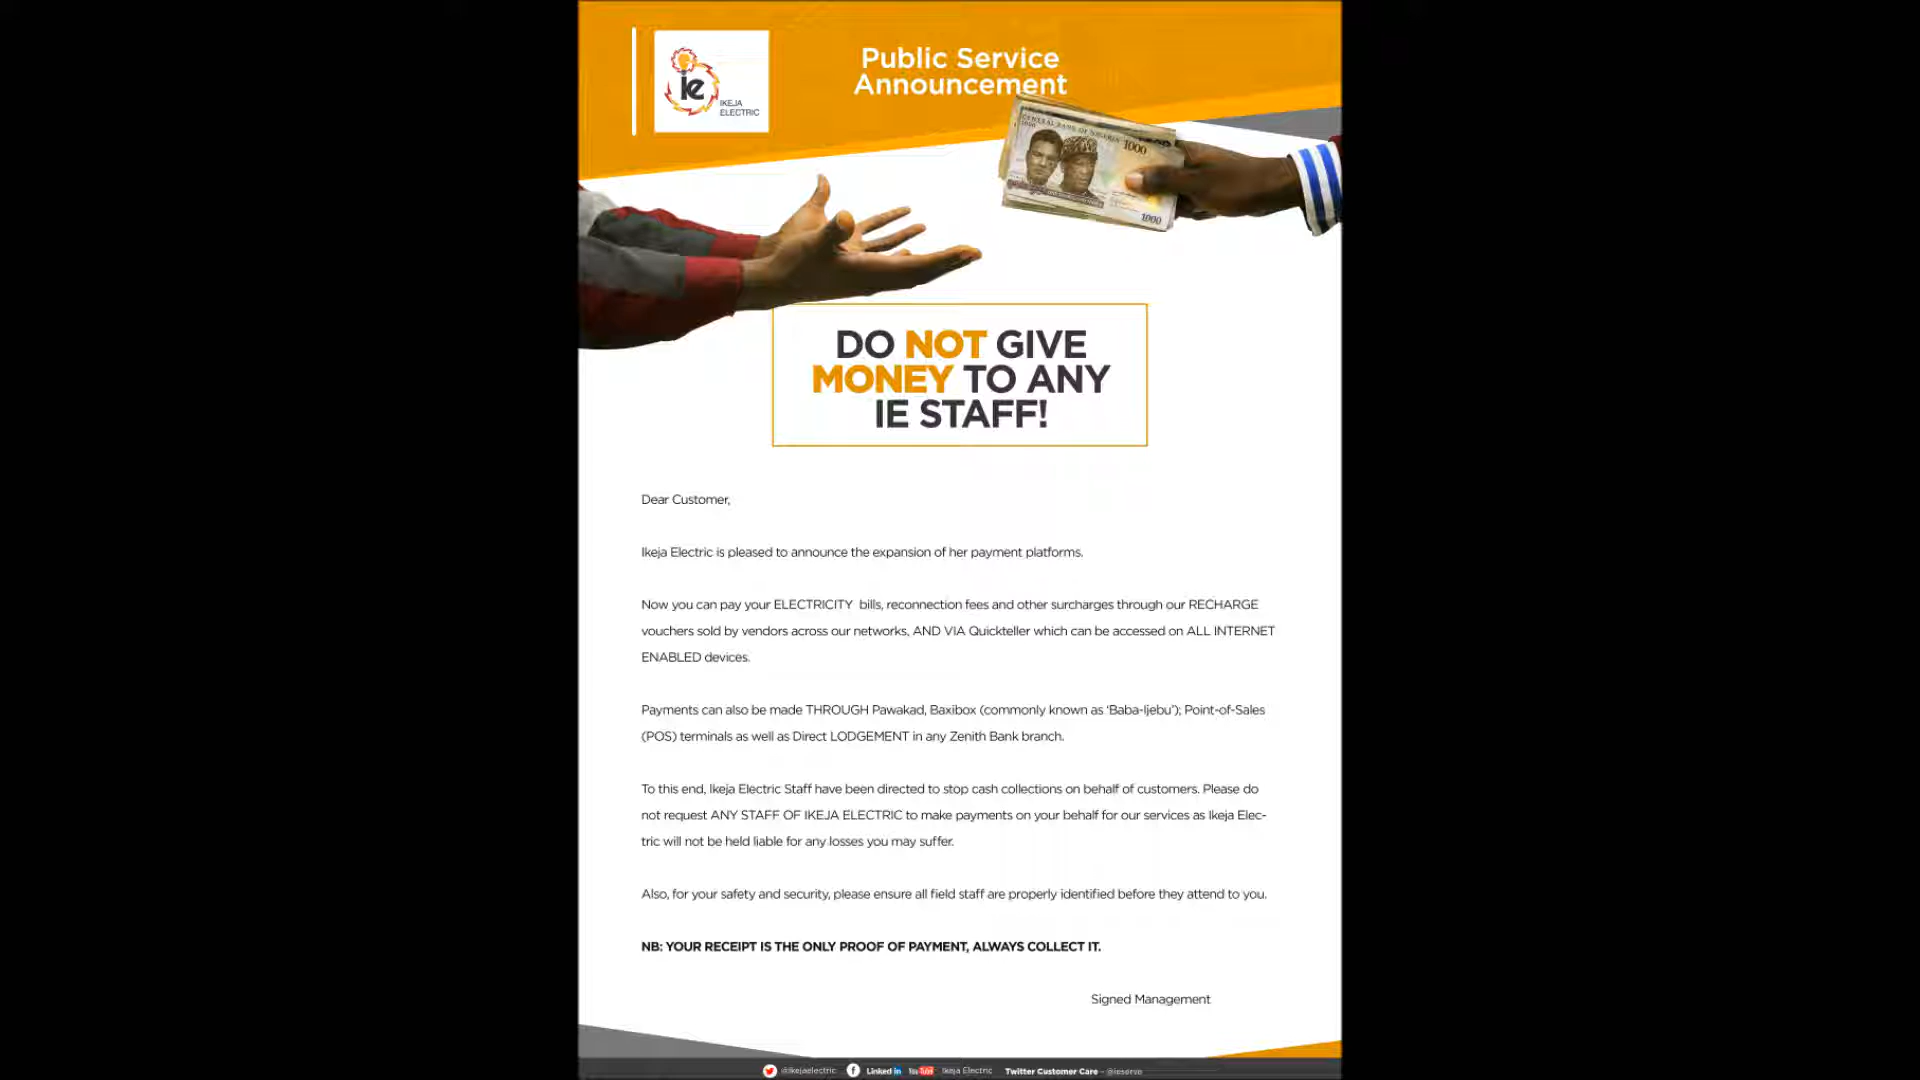 ie
IKEJA
ELECTRIC
Public Service
Announcement
CENTRAL BANK OF NIGERIA
1000
1000
DO NOT GIVE
MONEY TO ANY
IE STAFF!
Dear Customer,
Ikeja Electric is pleased to announce the expansion of her payment platforms.
Now you can pay your ELECTRICITY bills, reconnection fees and other surcharges through our RECHARGE
vouchers sold by vendors across our networks, AND VIA Quickteller which can be accessed on ALL INTERNET
ENABLED devices.
Payments can also be made THROUGH Pawakad, Baxibox (commonly known as ‘Baba-Ijebu’); Point-of-Sales
(POS) terminals as well as Direct LODGEMENT in any Zenith Bank branch.
To this end, Ikeja Electric Staff have been directed to stop cash collections on behalf of customers. Please do
not request ANY STAFF OF IKEJA ELECTRIC to make payments on your behalf for our services as Ikeja Elec-
tric will not be held liable for any losses you may suffer.
Also, for your safety and security, please ensure all field staff are properly identified before they attend to you.
NB: YOUR RECEIPT IS THE ONLY PROOF OF PAYMENT, ALWAYS COLLECT IT.
Signed Management
@ikejaelectric Linked in YouTube Ikeja Electric Twitter Customer Care -